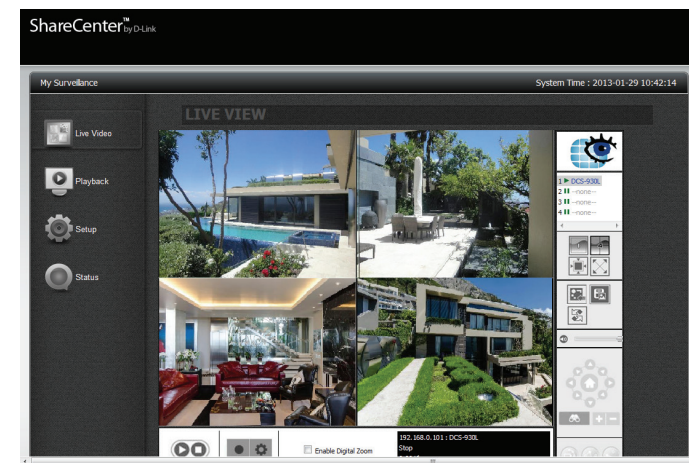 ShareCenter™ by D-Link
My Surveillance
System Time : 2013-01-29 10:42:14
LIVE VIEW
Live Video
Playback
Setup
Status
1 DCS-930L
2 --none--
3 --none--
4 --none--
Enable Digital Zoom
192.168.0.101 : DCS-930L
Stop